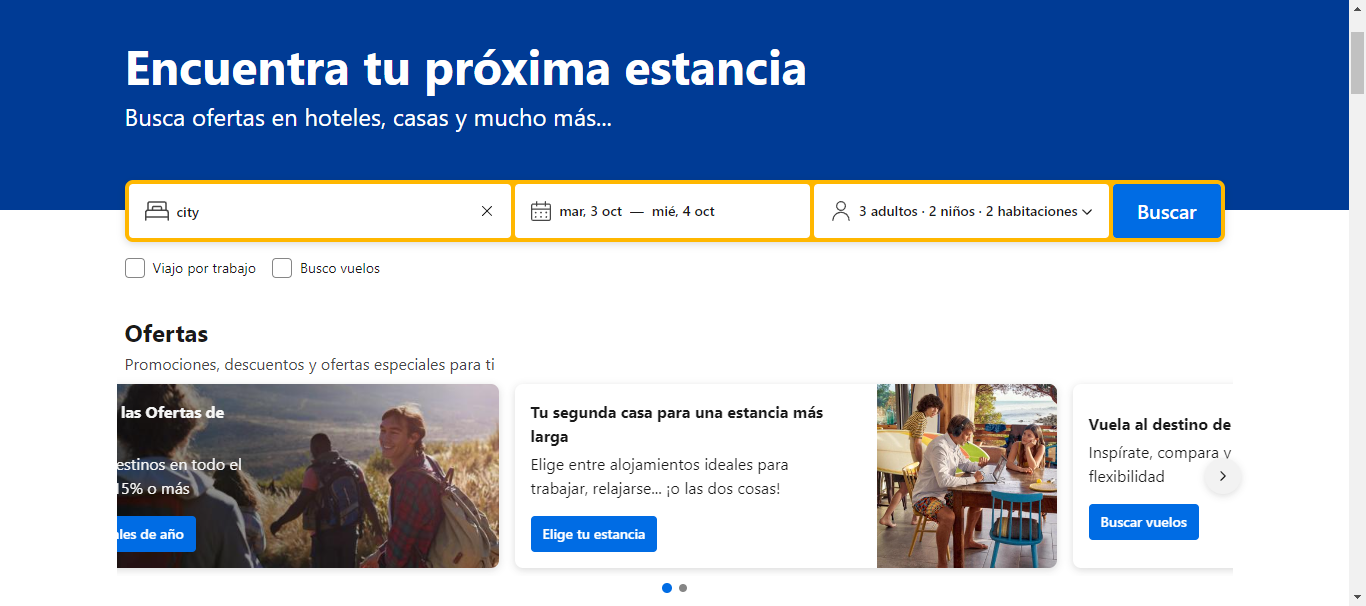 Encuentra tu próxima estancia
Busca ofertas en hoteles, casas y mucho más...
city
mar, 3 oct — mié, 4 oct
3 adultos · 2 niños · 2 habitaciones
Buscar
Viajo por trabajo
Busco vuelos
Ofertas
Promociones, descuentos y ofertas especiales para ti
las Ofertas de
estinos en todo el
15% o más
les de año
Tu segunda casa para una estancia más
larga
Elige entre alojamientos ideales para
trabajar, relajarse... ¡o las dos cosas!
Elige tu estancia
Vuela al destino de
Inspírate, compara y
flexibilidad
Buscar vuelos